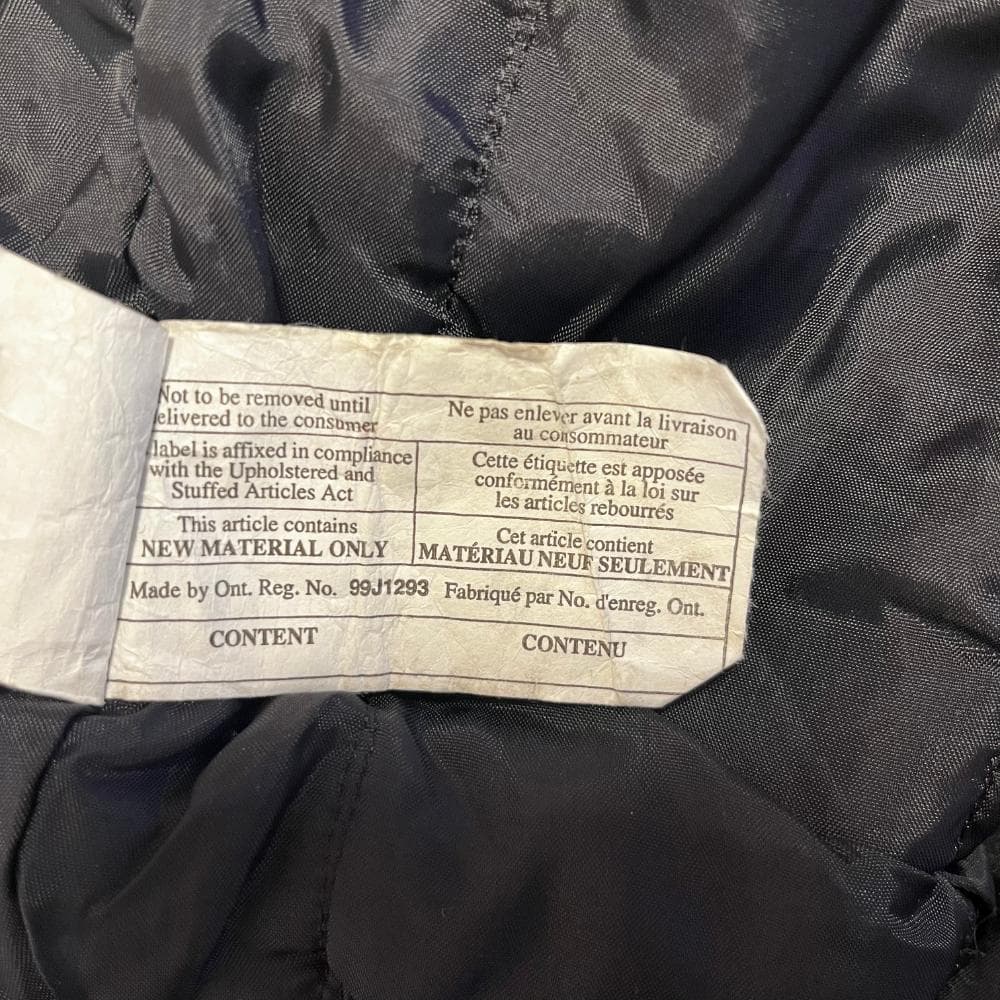 Not to be removed until
elivered to the consumer
Ne pas enlever avant la livraison
au consommateur
label is affixed in compliance
with the Upholstered and
Stuffed Articles Act
Cette étiquette est apposée
conformément à la loi sur
les articles rebourrés
This article contains
NEW MATERIAL ONLY
Cet article contient
MATÉRIAU NEUF SEULEMENT
Made by Ont. Reg. No. 99J1293 Fabriqué par No. d'enreg. Ont.
CONTENT
CONTENU